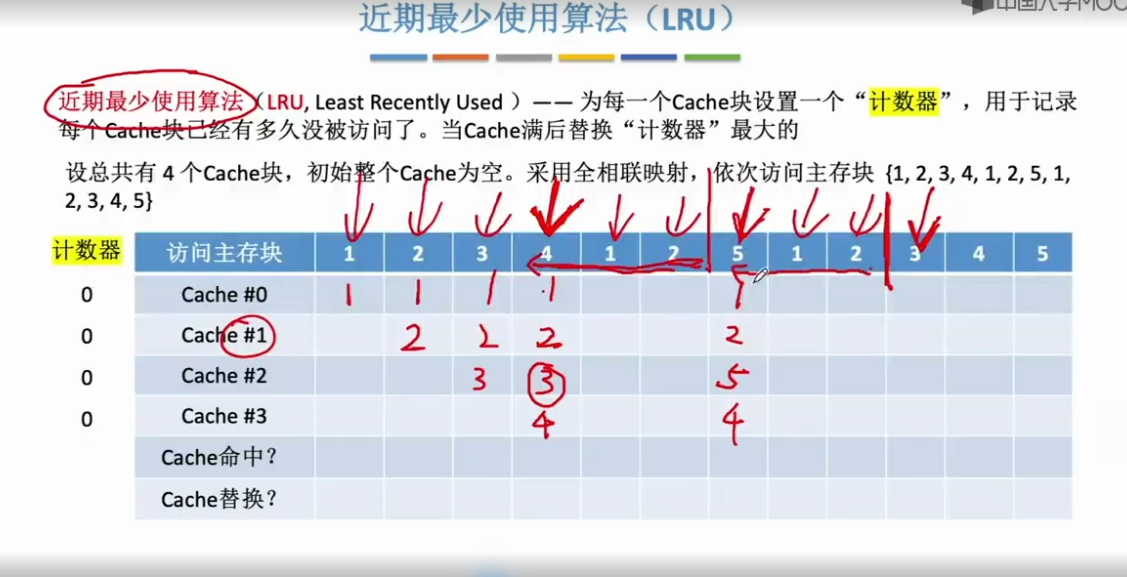 中国大学MOO
近期最少使用算法（LRU）
近期最少使用算法（LRU, Least Recently Used ）—— 为每一个Cache块设置一个“计数器”，用于记录
每个Cache块已经有多久没被访问了。当Cache满后替换“计数器”最大的
设总共有 4 个Cache块，初始整个Cache为空。采用全相联映射，依次访问主存块 {1, 2, 3, 4, 1, 2, 5, 1,
2, 3, 4, 5}
计数器 访问主存块 1 2 3 4 1 2 5 1 2 3 4 5
0 Cache #0 1 1 1 1 1
0 Cache #1 2 2 2 2
0 Cache #2 3 3 5
0 Cache #3 4 4
Cache命中?
Cache替换?